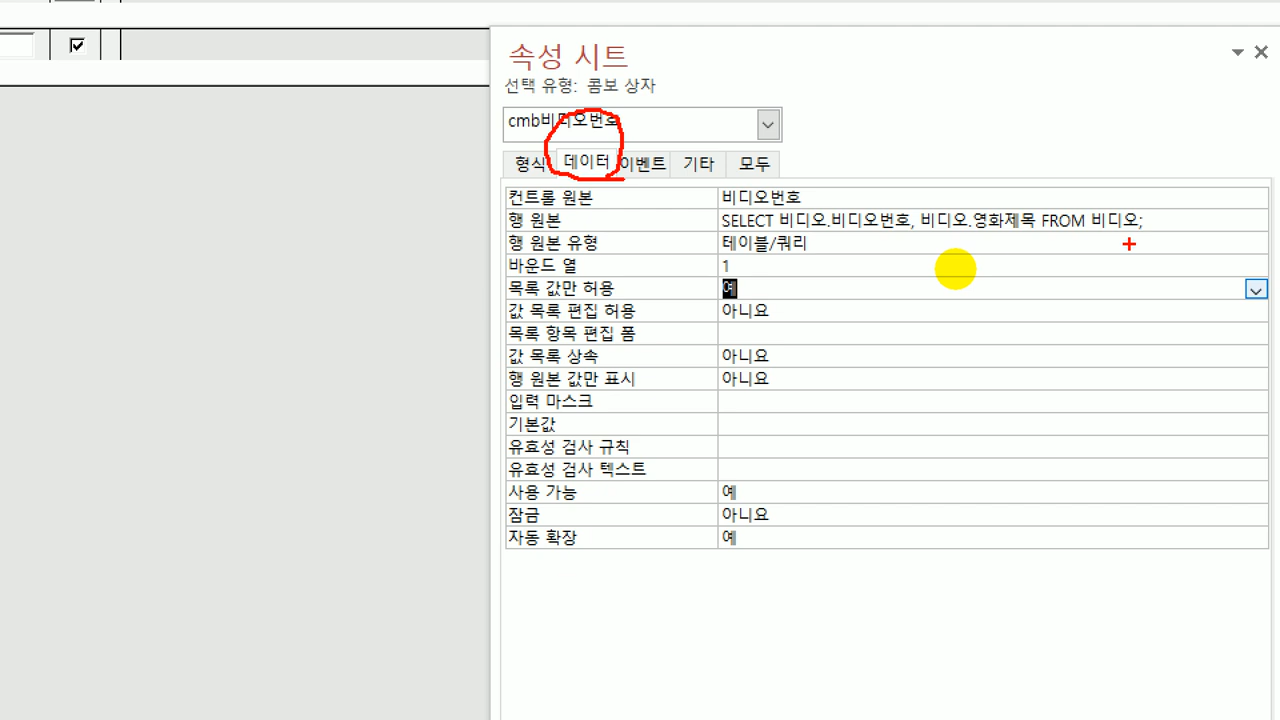 속성 시트
선택 유형: 콤보 상자
cmb비디오번호
형식 데이터 이벤트 기타 모두
컨트롤 원본 비디오번호
행 원본 SELECT 비디오.비디오번호, 비디오.영화제목 FROM 비디오;
행 원본 유형 테이블/쿼리
바운드 열 1
목록 값만 허용 예
값 목록 편집 허용 아니요
목록 항목 편집 폼
값 목록 상속 아니요
행 원본 값만 표시 아니요
입력 마스크
기본값
유효성 검사 규칙
유효성 검사 텍스트
사용 가능 예
잠금 아니요
자동 확장 예